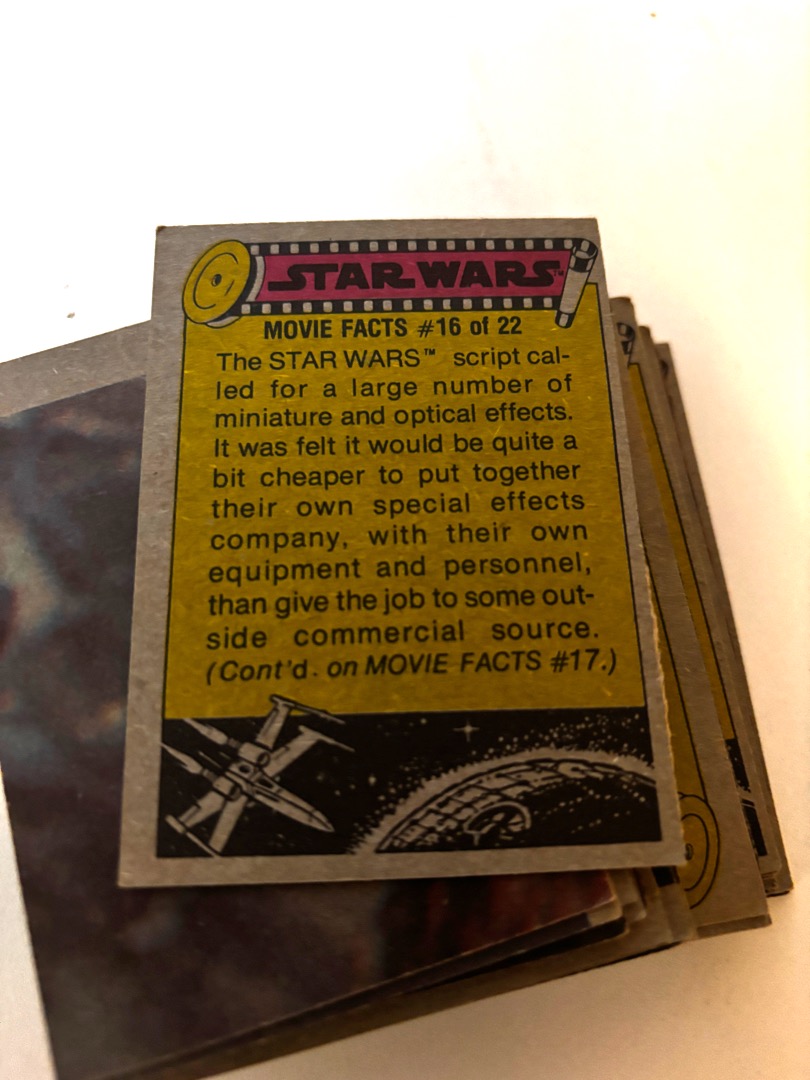 STAR WARS™
MOVIE FACTS #16 of 22
The STAR WARS™ script cal-
led for a large number of
miniature and optical effects.
It was felt it would be quite a
bit cheaper to put together
their own special effects
company, with their own
equipment and personnel,
than give the job to some out-
side commercial source.
(Cont'd. on MOVIE FACTS #17.)